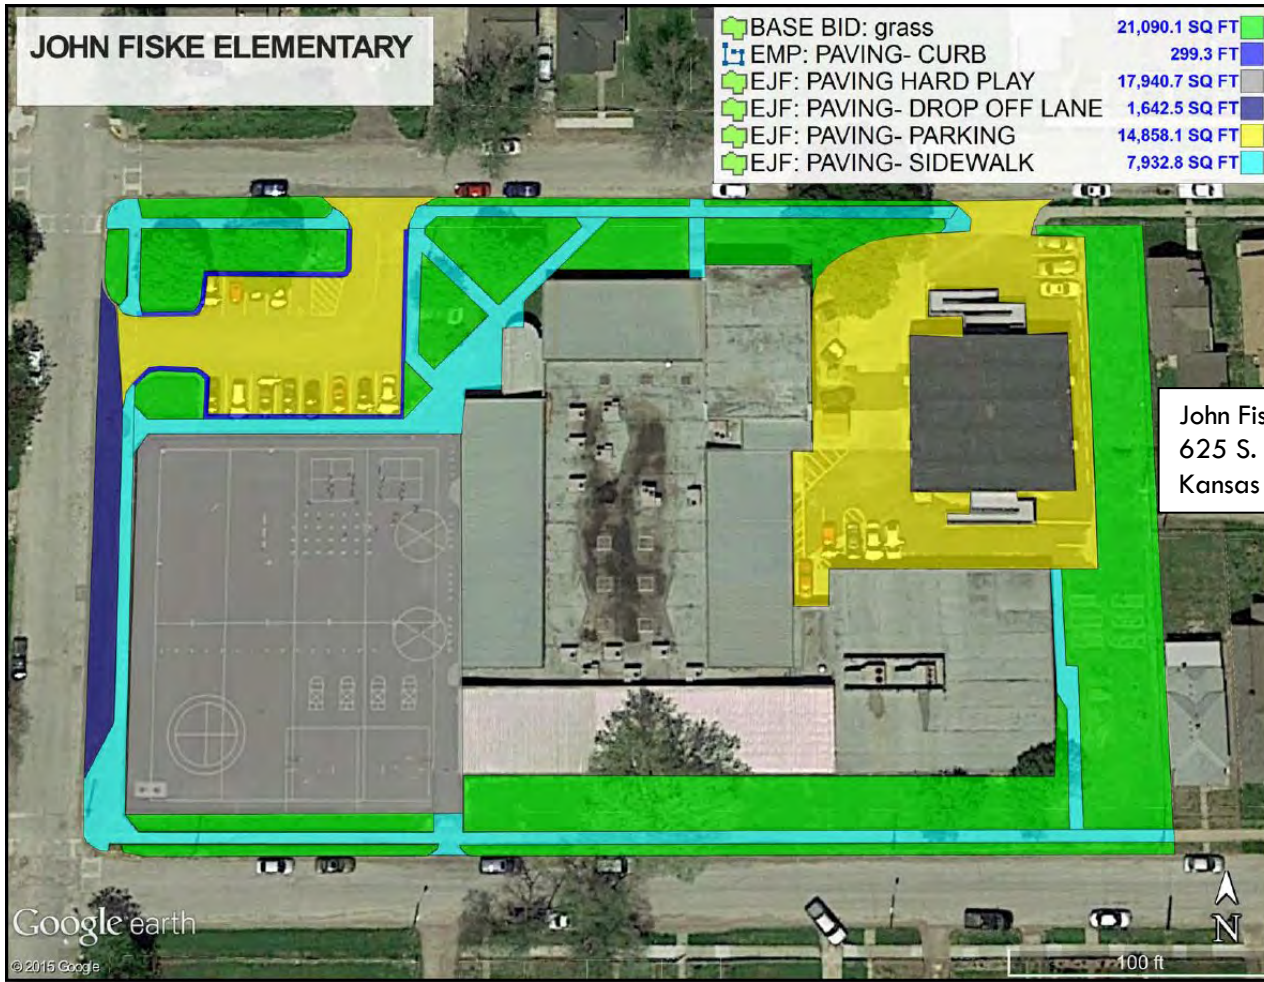 JOHN FISKE ELEMENTARY
BASE BID: grass 21,090.1 SQ FT
EMP: PAVING- CURB 299.3 FT
EJF: PAVING HARD PLAY 17,940.7 SQ FT
EJF: PAVING- DROP OFF LANE 1,642.5 SQ FT
EJF: PAVING- PARKING 14,858.1 SQ FT
EJF: PAVING- SIDEWALK 7,932.8 SQ FT
John Fis
625 S.
Kansas
Google earth
© 2015 Google
N
100 ft